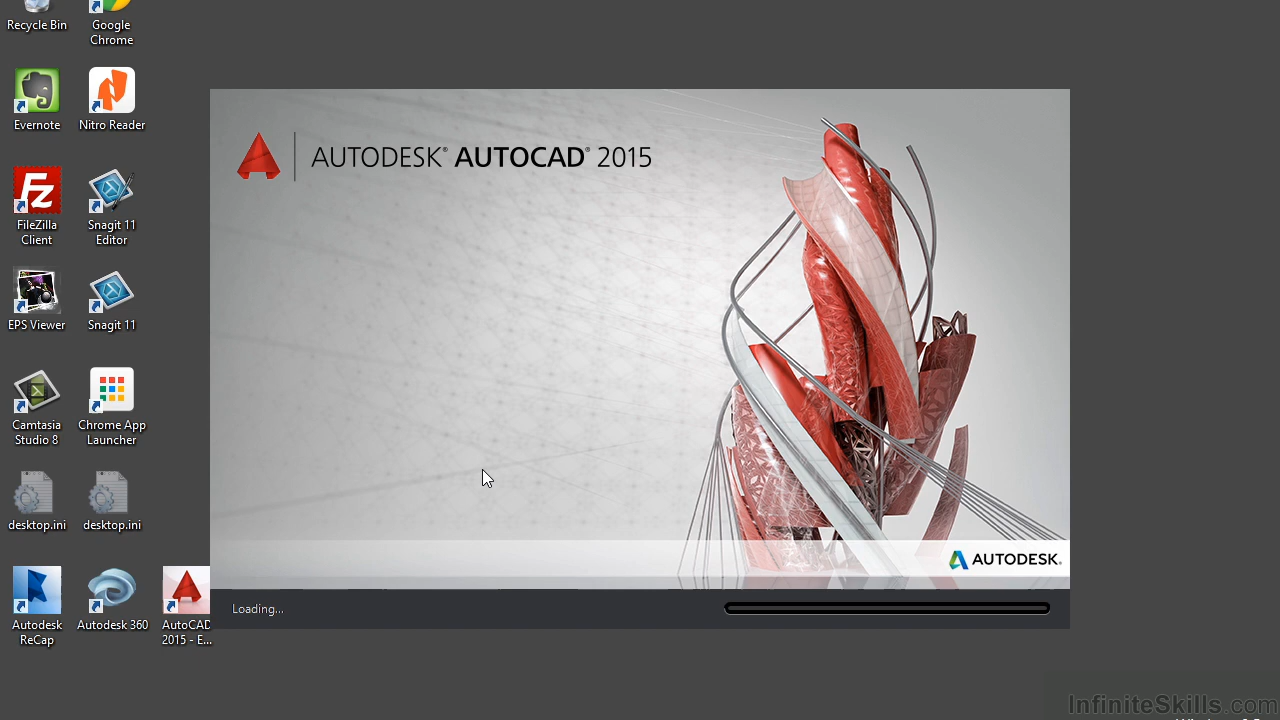 Recycle Bin
Google
Chrome
Evernote
Nitro Reader
FileZilla
Client
Snagit 11
Editor
EPS Viewer
Snagit 11
Camtasia
Studio 8
Chrome App
Launcher
desktop.ini
desktop.ini
Autodesk
ReCap
Autodesk 360
AutoCAD
2015 - E...
AUTODESK® AUTOCAD® 2015
AUTODESK.
Loading...
InfiniteSkills.com